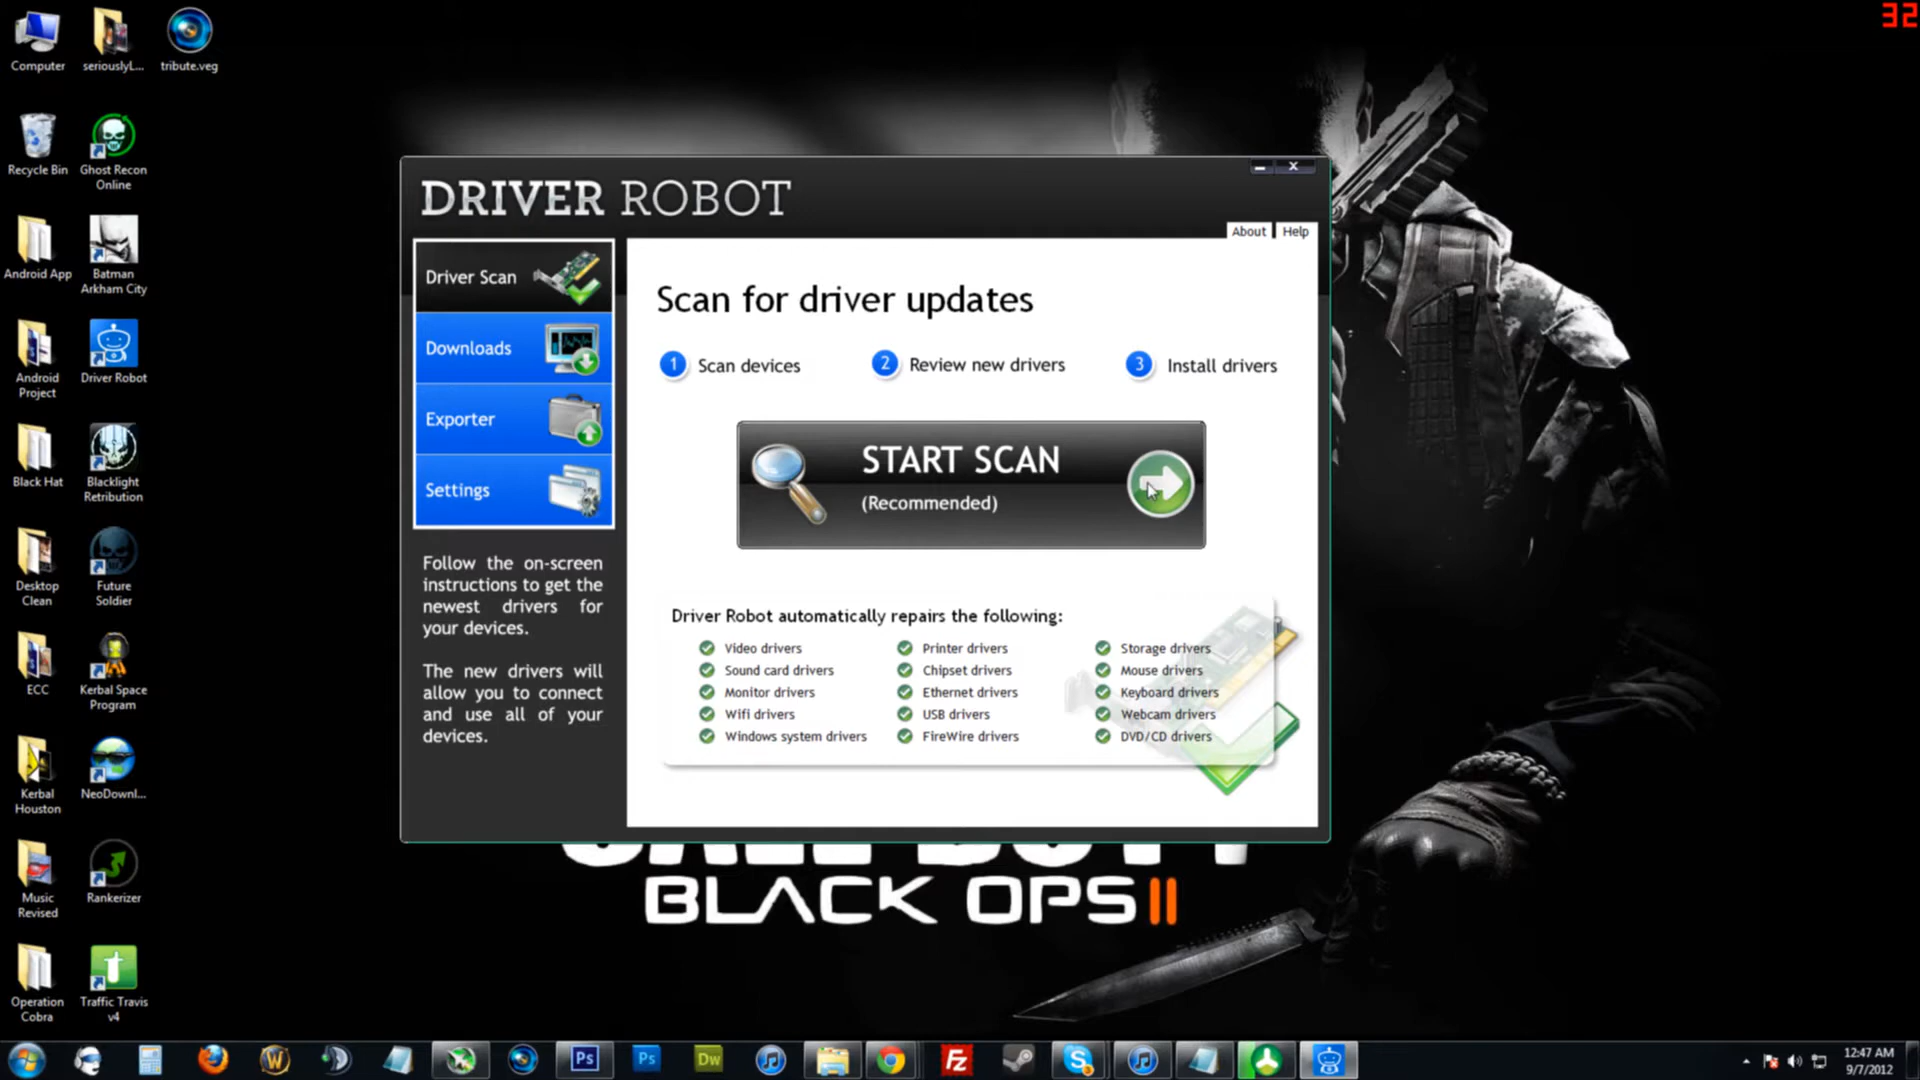 32
Computer
seriouslyL...
tribute.veg
Recycle Bin
Ghost Recon
Online
Android App
Batman
Arkham City
Android
Project
Driver Robot
Black Hat
Blacklight
Retribution
Desktop
Clean
Future
Soldier
ECC
Kerbal Space
Program
Kerbal
Houston
NeoDownl...
Music
Revised
Rankerizer
Operation
Cobra
Traffic Travis
v4
DRIVER ROBOT
About
Help
Driver Scan
Downloads
Exporter
Settings
Follow the on-screen
instructions to get the
newest drivers for
your devices.
The new drivers will
allow you to connect
and use all of your
devices.
Scan for driver updates
1 Scan devices
2 Review new drivers
3 Install drivers
START SCAN
(Recommended)
Driver Robot automatically repairs the following:
Video drivers
Sound card drivers
Monitor drivers
Wifi drivers
Windows system drivers
Printer drivers
Chipset drivers
Ethernet drivers
USB drivers
FireWire drivers
Storage drivers
Mouse drivers
Keyboard drivers
Webcam drivers
DVD/CD drivers
CALL OF DUTY
BLACK OPS II
W
Ps
Ps
Dw
Fz
S
12:47 AM
9/7/2012